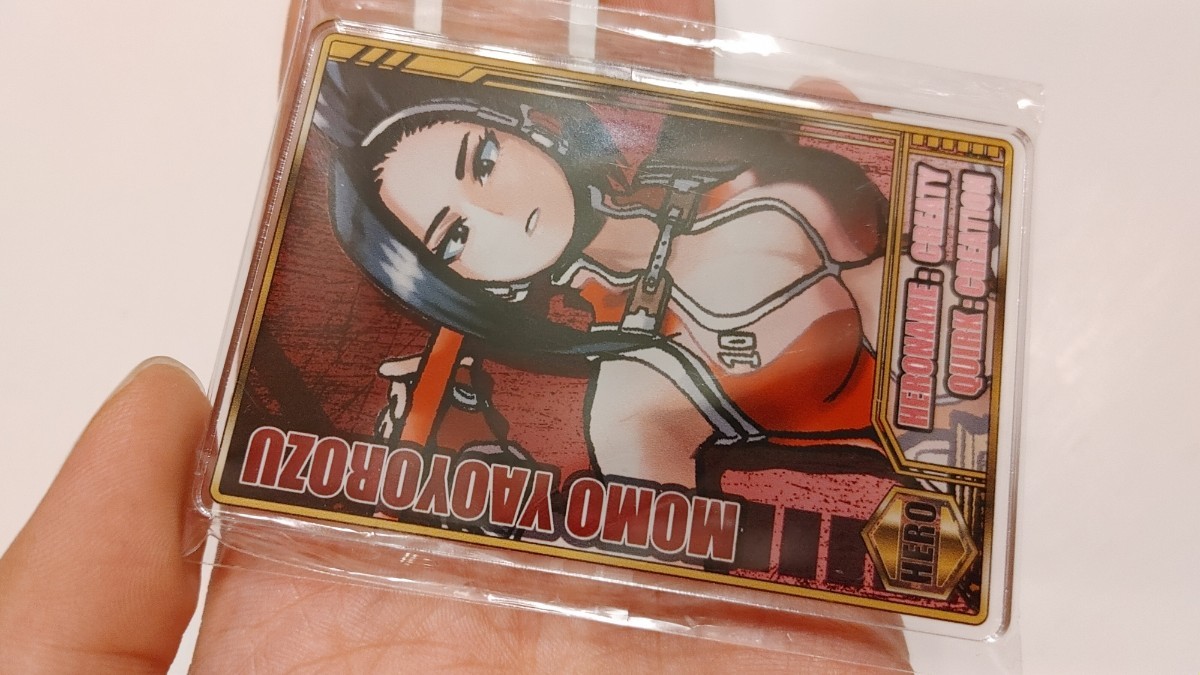 HERONAME : CREATY
QUIRK : CREATION
10
MOMO YAOYOROZU
HERO